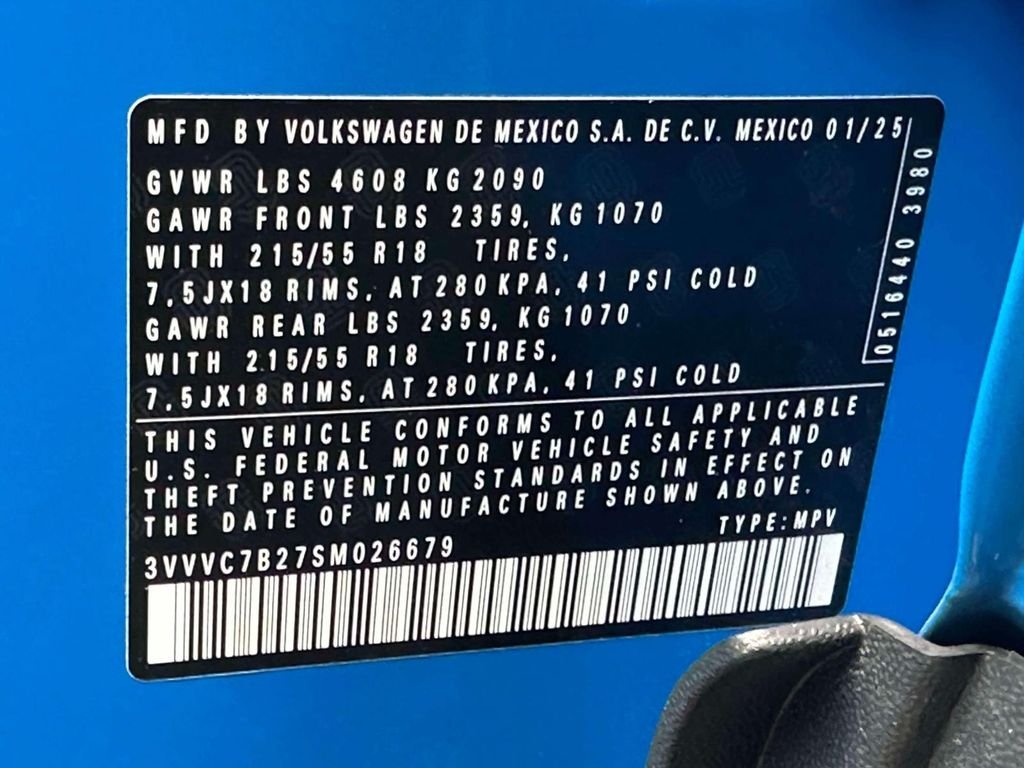 MFD BY VOLKSWAGEN DE MEXICO S.A. DE C.V. MEXICO 01/25
GVWR LBS 4608 KG 2090
GAWR FRONT LBS 2359, KG 1070
WITH 215/55 R18 TIRES,
7,5JX18 RIMS, AT 280 KPA, 41 PSI COLD
GAWR REAR LBS 2359, KG 1070
WITH 215/55 R18 TIRES,
7,5JX18 RIMS, AT 280 KPA, 41 PSI COLD
0516440 3980
THIS VEHICLE CONFORMS TO ALL APPLICABLE
U.S. FEDERAL MOTOR VEHICLE SAFETY AND
THEFT PREVENTION STANDARDS IN EFFECT ON
THE DATE OF MANUFACTURE SHOWN ABOVE.
TYPE: MPV
3VVVC7B27SM026679